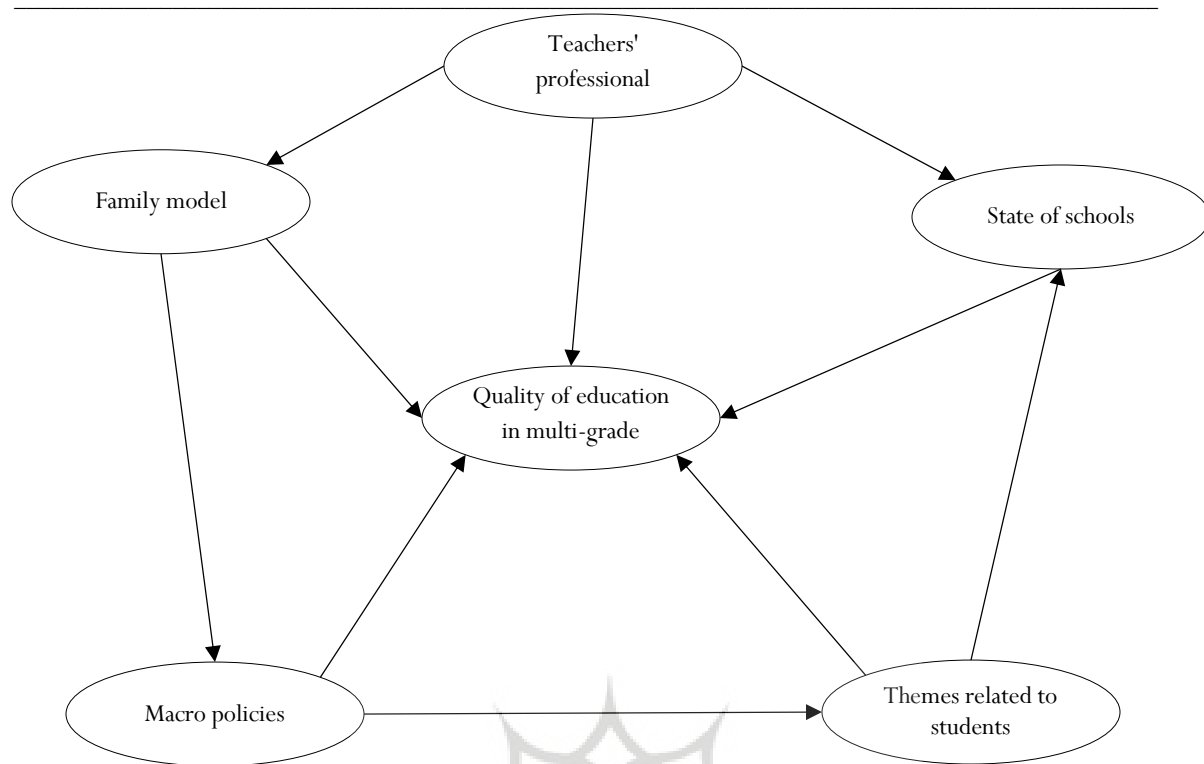 Teachers'
professional
Family model
State of schools
Quality of education
in multi-grade
Macro policies
Themes related to
students